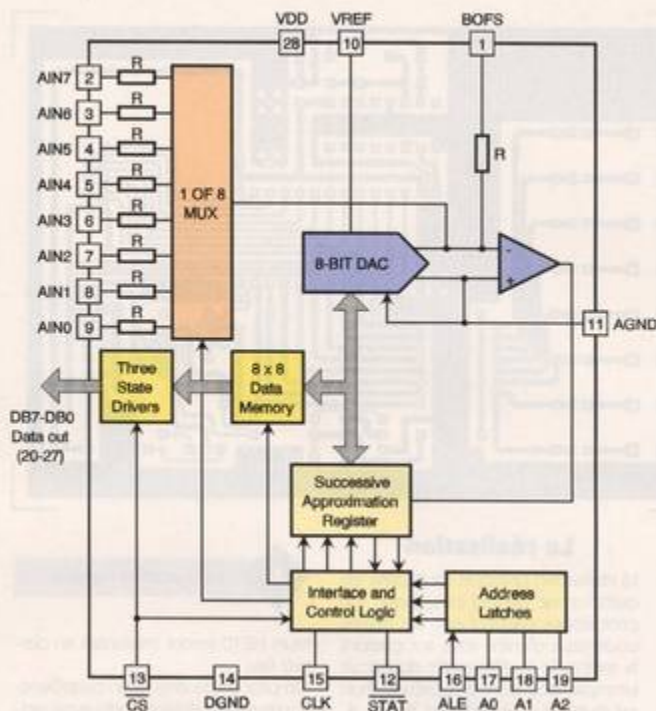 VDD VREF BOFS
28 10 1
AIN7 2 R
AIN6 3 R
AIN5 4 R
AIN4 5 R
AIN3 6 R
AIN2 7 R
AIN1 8 R
AIN0 9 R
1 OF 8
MUX
R
8-BIT DAC
-
+
11 AGND
Three
State
Drivers
8 x 8
Data
Memory
DB7-DB0
Data out
(20-27)
Successive
Approximation
Register
Interface and
Control Logic
Address
Latches
13 14 15 12 16 17 18 19
CS DGND CLK STAT ALE A0 A1 A2
La réalisation